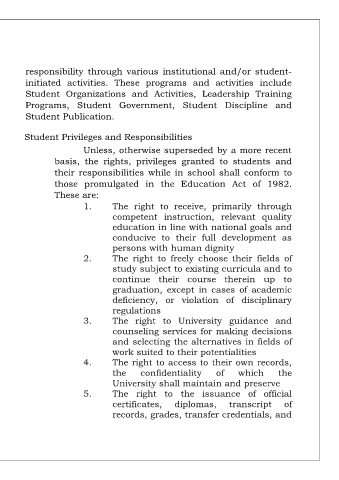 responsibility through various institutional and/or student-
initiated activities. These programs and activities include
Student Organizations and Activities, Leadership Training
Programs, Student Government, Student Discipline and
Student Publication.
Student Privileges and Responsibilities
Unless, otherwise superseded by a more recent
basis, the rights, privileges granted to students and
their responsibilities while in school shall conform to
those promulgated in the Education Act of 1982.
These are:
1. The right to receive, primarily through
competent instruction, relevant quality
education in line with national goals and
conducive to their full development as
persons with human dignity
2. The right to freely choose their fields of
study subject to existing curricula and to
continue their course therein up to
graduation, except in cases of academic
deficiency, or violation of disciplinary
regulations
3. The right to University guidance and
counseling services for making decisions
and selecting the alternatives in fields of
work suited to their potentialities
4. The right to access to their own records,
the confidentiality of which the
University shall maintain and preserve
5. The right to the issuance of official
certificates, diplomas, transcript of
records, grades, transfer credentials, and